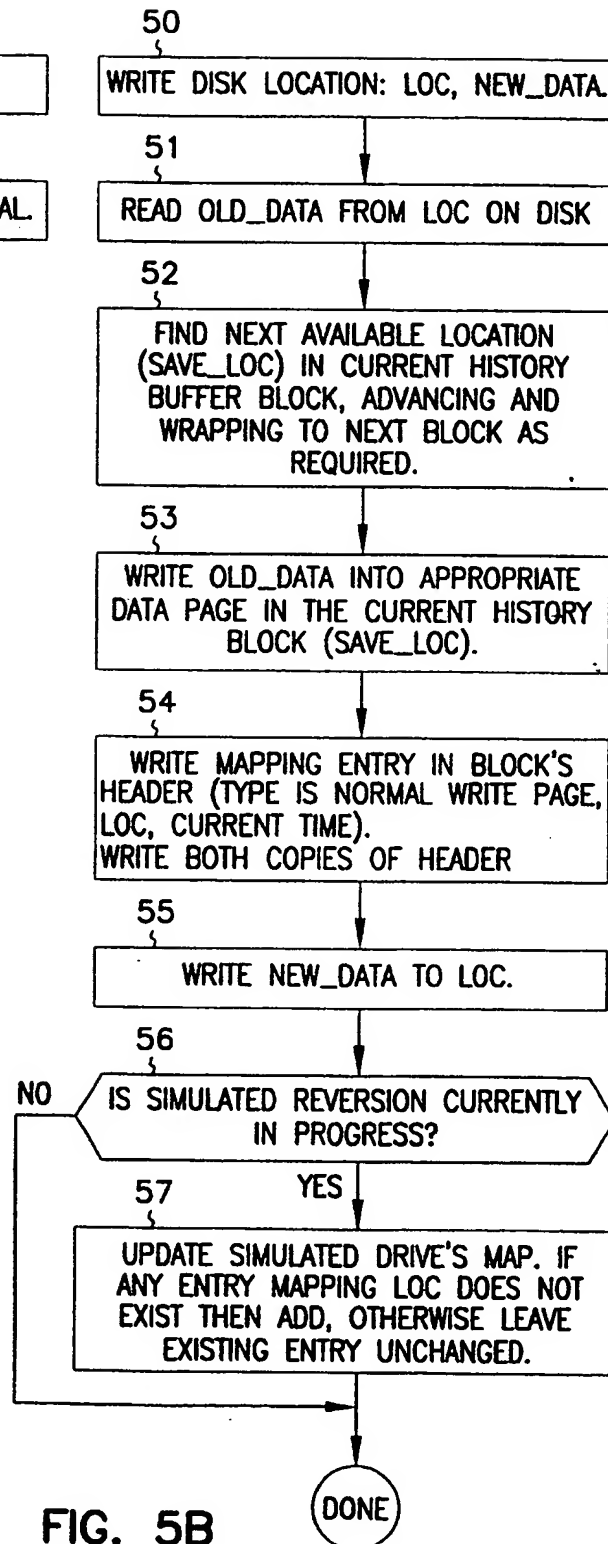 50
WRITE DISK LOCATION: LOC, NEW_DATA.
51
AL.
READ OLD_DATA FROM LOC ON DISK
52
FIND NEXT AVAILABLE LOCATION
(SAVE_LOC) IN CURRENT HISTORY
BUFFER BLOCK, ADVANCING AND
WRAPPING TO NEXT BLOCK AS
REQUIRED.
53
WRITE OLD_DATA INTO APPROPRIATE
DATA PAGE IN THE CURRENT HISTORY
BLOCK (SAVE_LOC).
54
WRITE MAPPING ENTRY IN BLOCK'S
HEADER (TYPE IS NORMAL WRITE PAGE,
LOC, CURRENT TIME).
WRITE BOTH COPIES OF HEADER
55
WRITE NEW_DATA TO LOC.
56
NO
IS SIMULATED REVERSION CURRENTLY
IN PROGRESS?
YES
57
UPDATE SIMULATED DRIVE'S MAP. IF
ANY ENTRY MAPPING LOC DOES NOT
EXIST THEN ADD, OTHERWISE LEAVE
EXISTING ENTRY UNCHANGED.
DONE
FIG. 5B